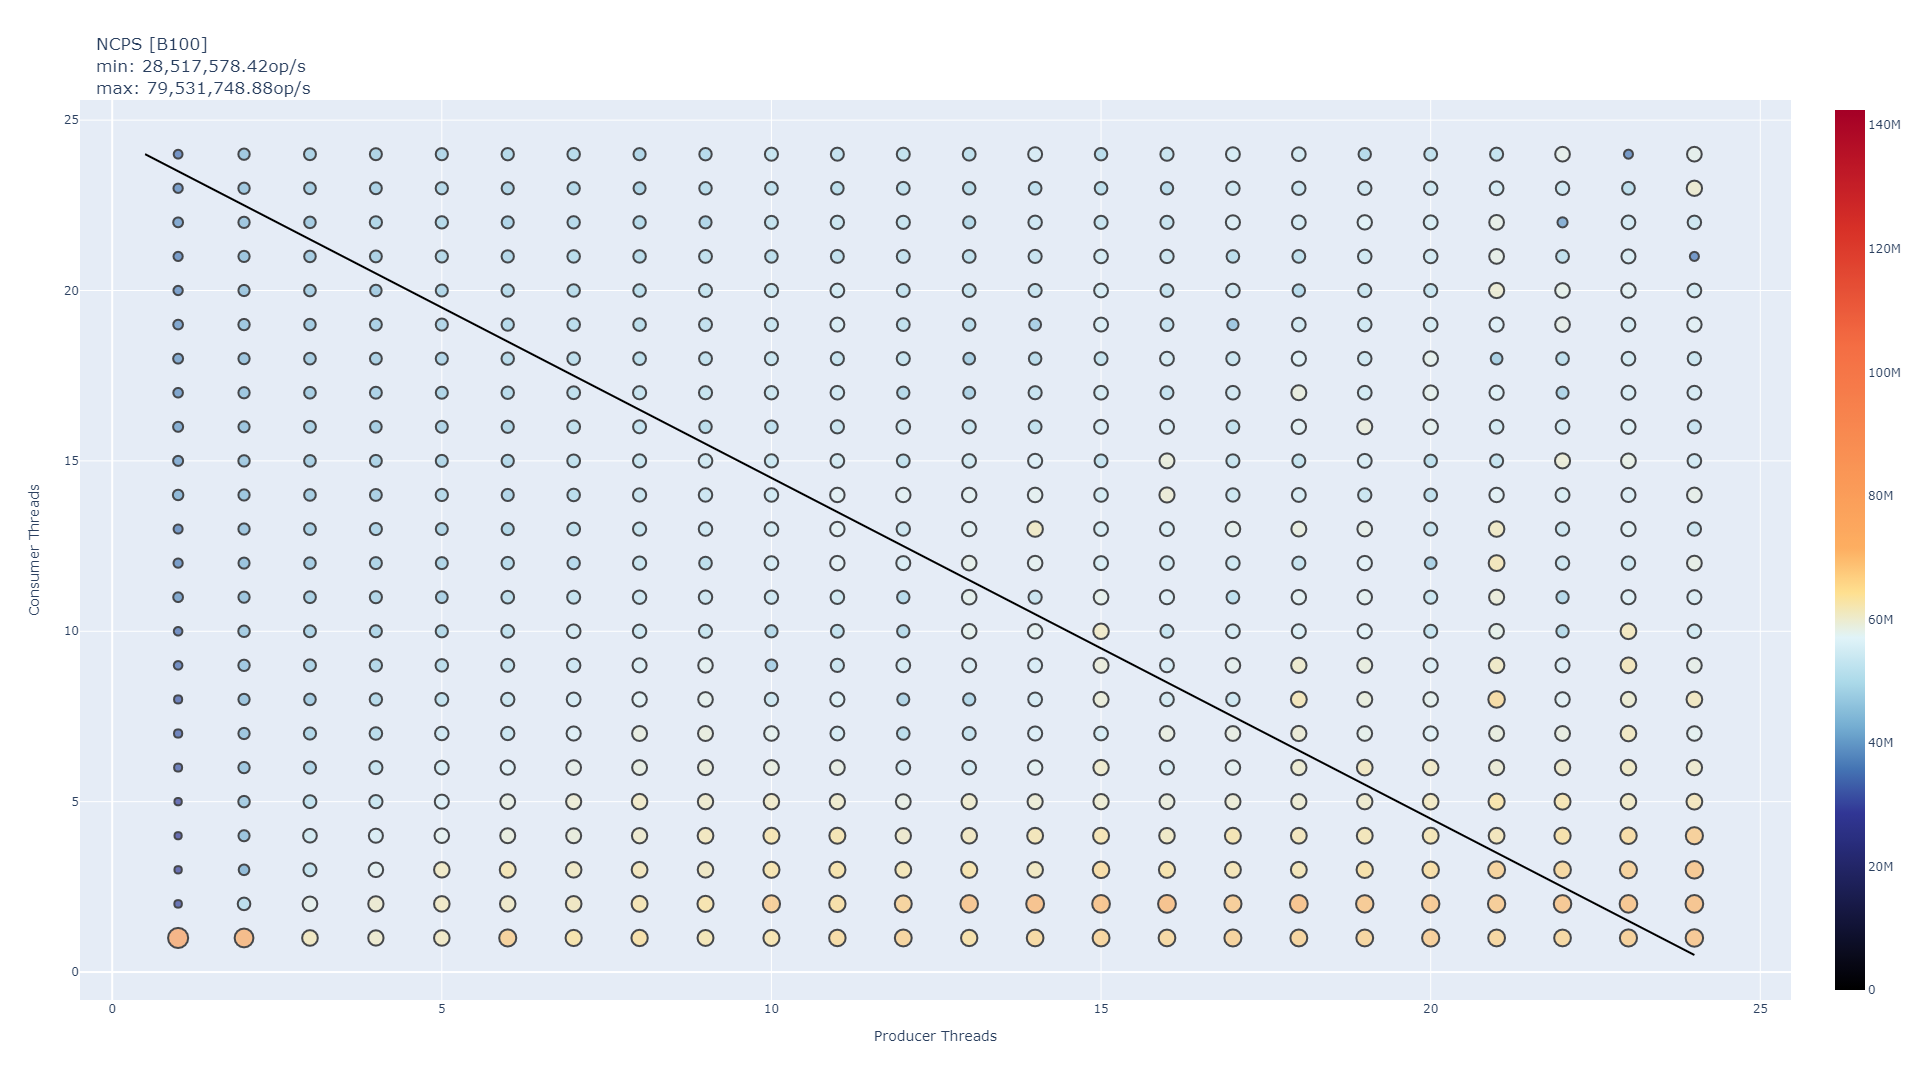 NCPS [B100]
min: 28,517,578.42op/s
max: 79,531,748.88op/s
25
20
15
10
5
0
Consumer Threads
0
5
10
15
20
25
Producer Threads
140M
120M
100M
80M
60M
40M
20M
0